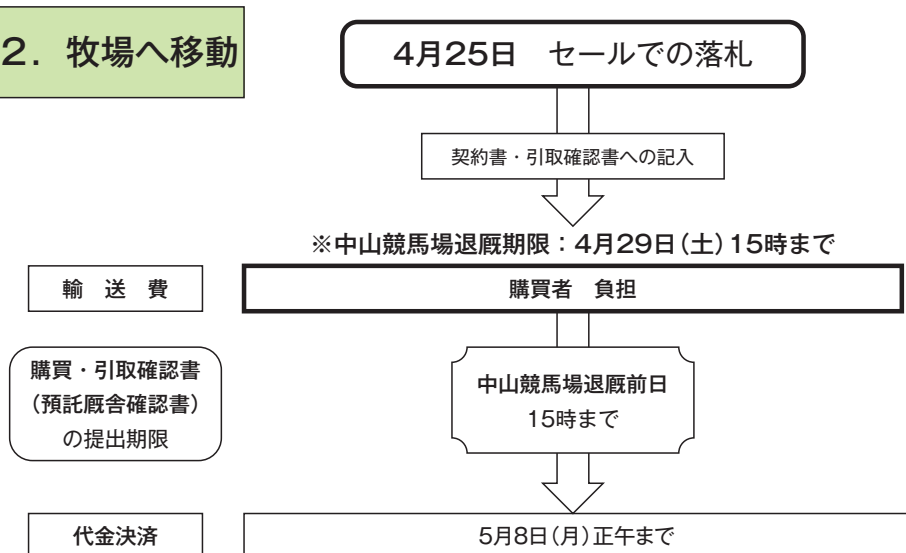 2．牧場へ移動
4月25日　セールでの落札
契約書・引取確認書への記入
※中山競馬場退厩期限：4月29日（土）15時まで
輸　送　費
購買者　負担
購買・引取確認書
（預託厩舎確認書）
の提出期限
中山競馬場退厩前日
15時まで
代金決済
5月8日（月）正午まで